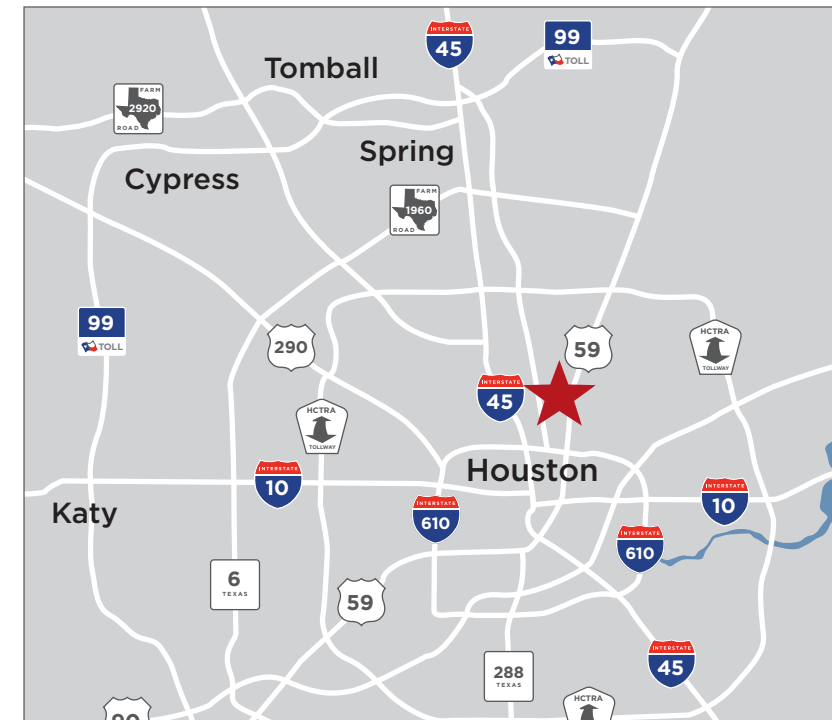 INTERSTATE
45
99
TOLL
Tomball
FARM
2920
ROAD
Spring
Cypress
FARM
1960
ROAD
99
TOLL
290
59
HCTRA
TOLLWAY
INTERSTATE
45
HCTRA
TOLLWAY
Houston
INTERSTATE
10
Katy
INTERSTATE
610
INTERSTATE
10
INTERSTATE
610
6
TEXAS
59
288
TEXAS
INTERSTATE
45
HCTRA
90